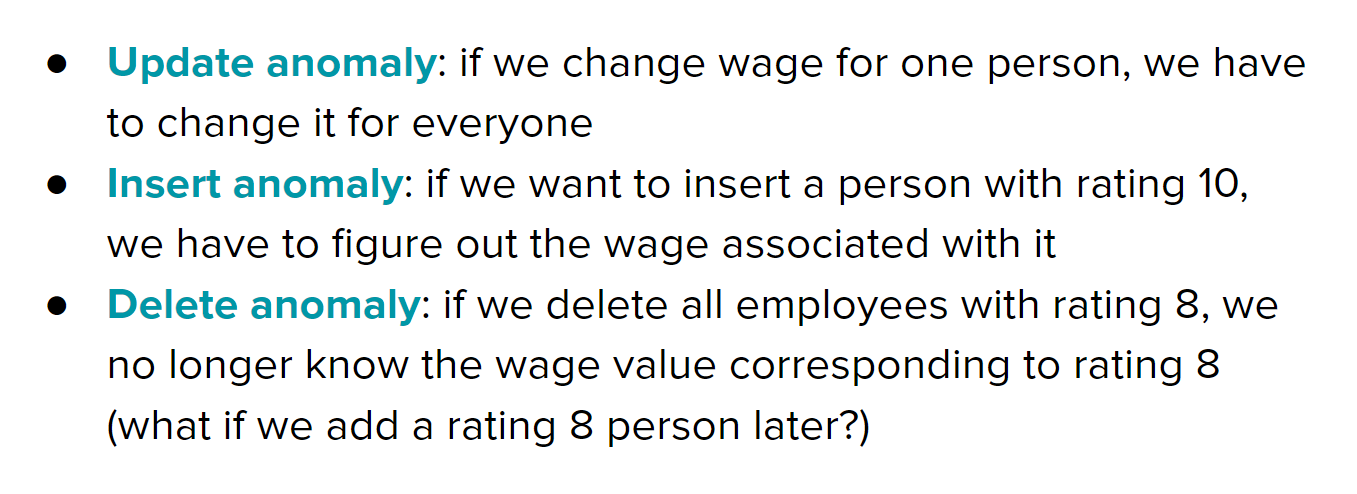 ● Update anomaly: if we change wage for one person, we have
to change it for everyone
● Insert anomaly: if we want to insert a person with rating 10,
we have to figure out the wage associated with it
● Delete anomaly: if we delete all employees with rating 8, we
no longer know the wage value corresponding to rating 8
(what if we add a rating 8 person later?)